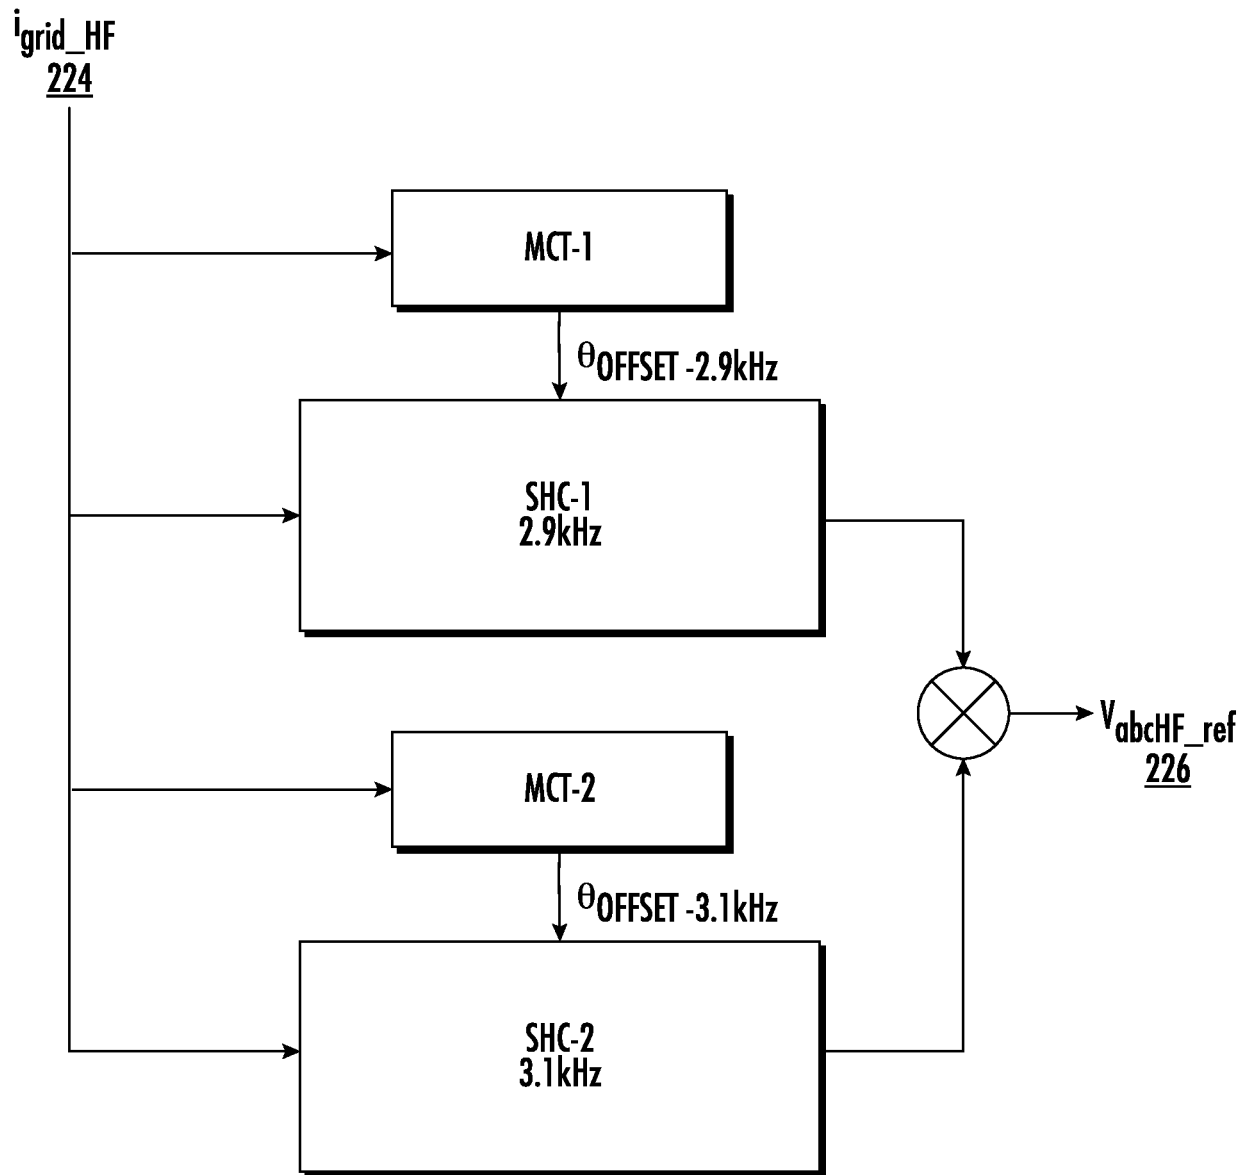 igrid_HF
224
MCT-1
θOFFSET -2.9kHz
SHC-1
2.9kHz
VabcHF_ref
226
MCT-2
θOFFSET -3.1kHz
SHC-2
3.1kHz